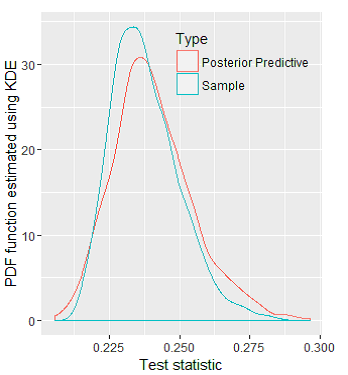 Type
Posterior Predictive
Sample
PDF function estimated using KDE
30
20
10
0
0.225 0.250 0.275 0.300
Test statistic